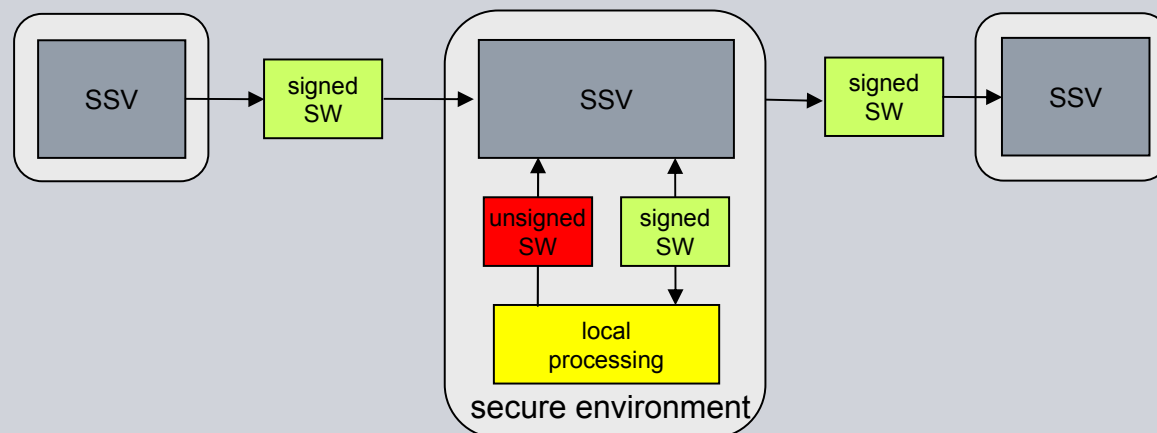 SSV
signed
SW
SSV
signed
SW
SSV
unsigned
SW
signed
SW
local
processing
secure environment